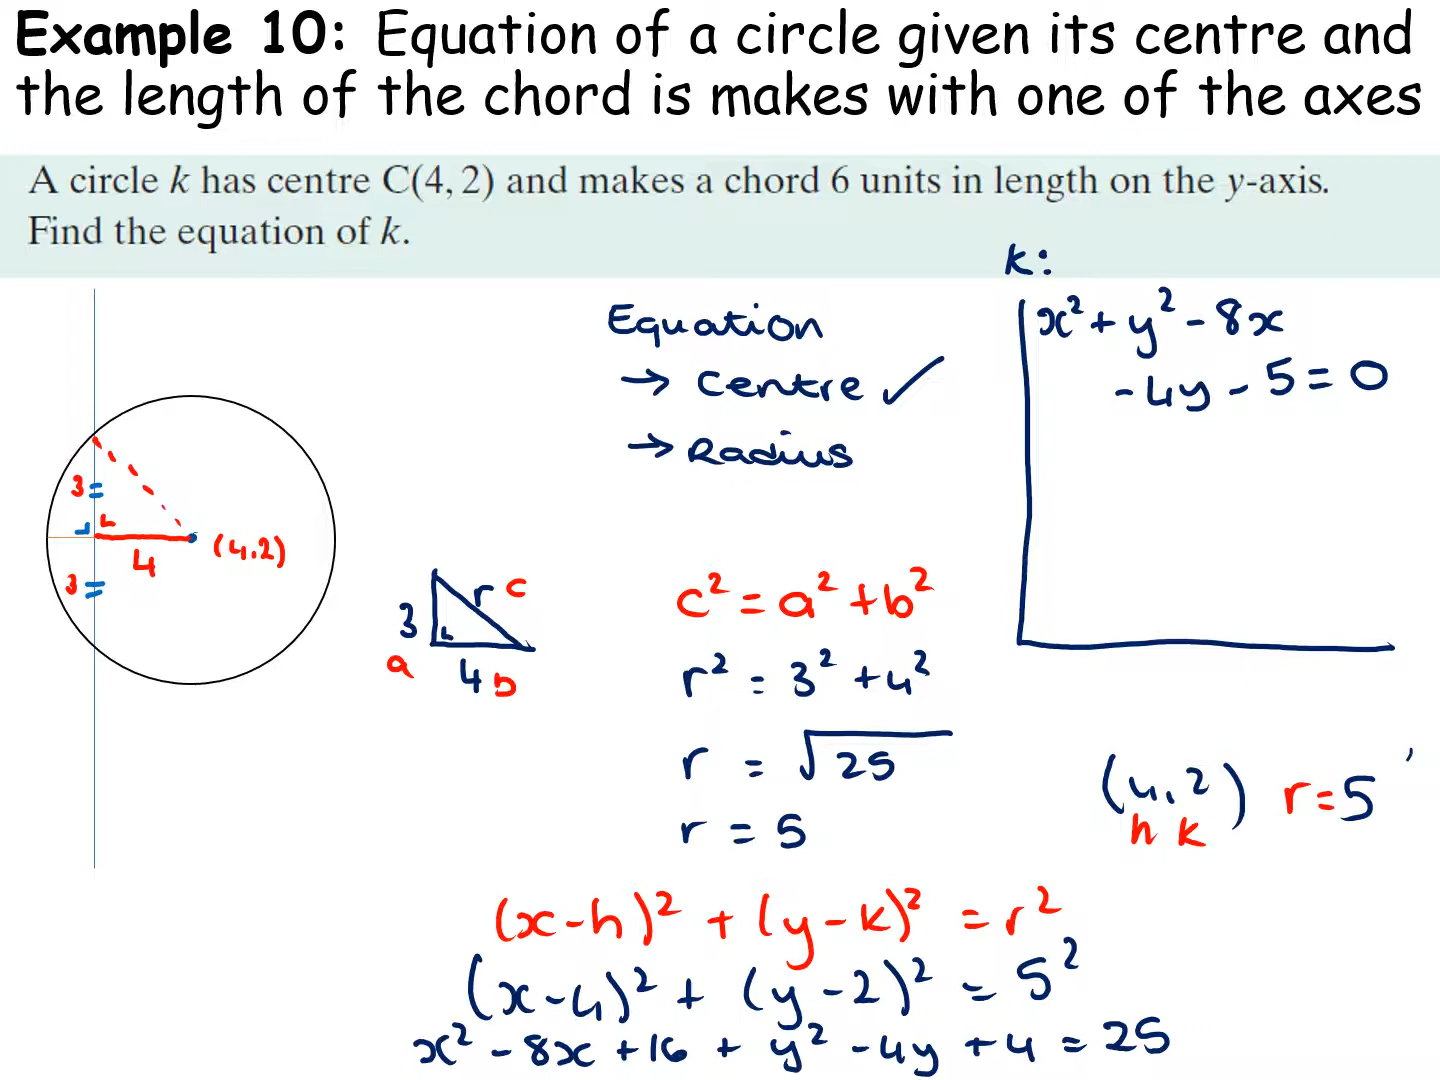 Example 10: Equation of a circle given its centre and
the length of the chord is makes with one of the axes
A circle k has centre C(4, 2) and makes a chord 6 units in length on the y-axis.
Find the equation of k.
k:
x² + y² - 8x
- 4y - 5 = 0
Equation
→ Centre ✓
→ Radius
3 =
4
(4,2)
3 =
3
r c
a
4 b
c² = a² + b²
r² = 3² + 4²
r = √25
r = 5
(4,2) r = 5
h k
(x-h)² + (y-k)² = r²
(x-4)² + (y-2)² = 5²
x² - 8x + 16 + y² - 4y + 4 = 25